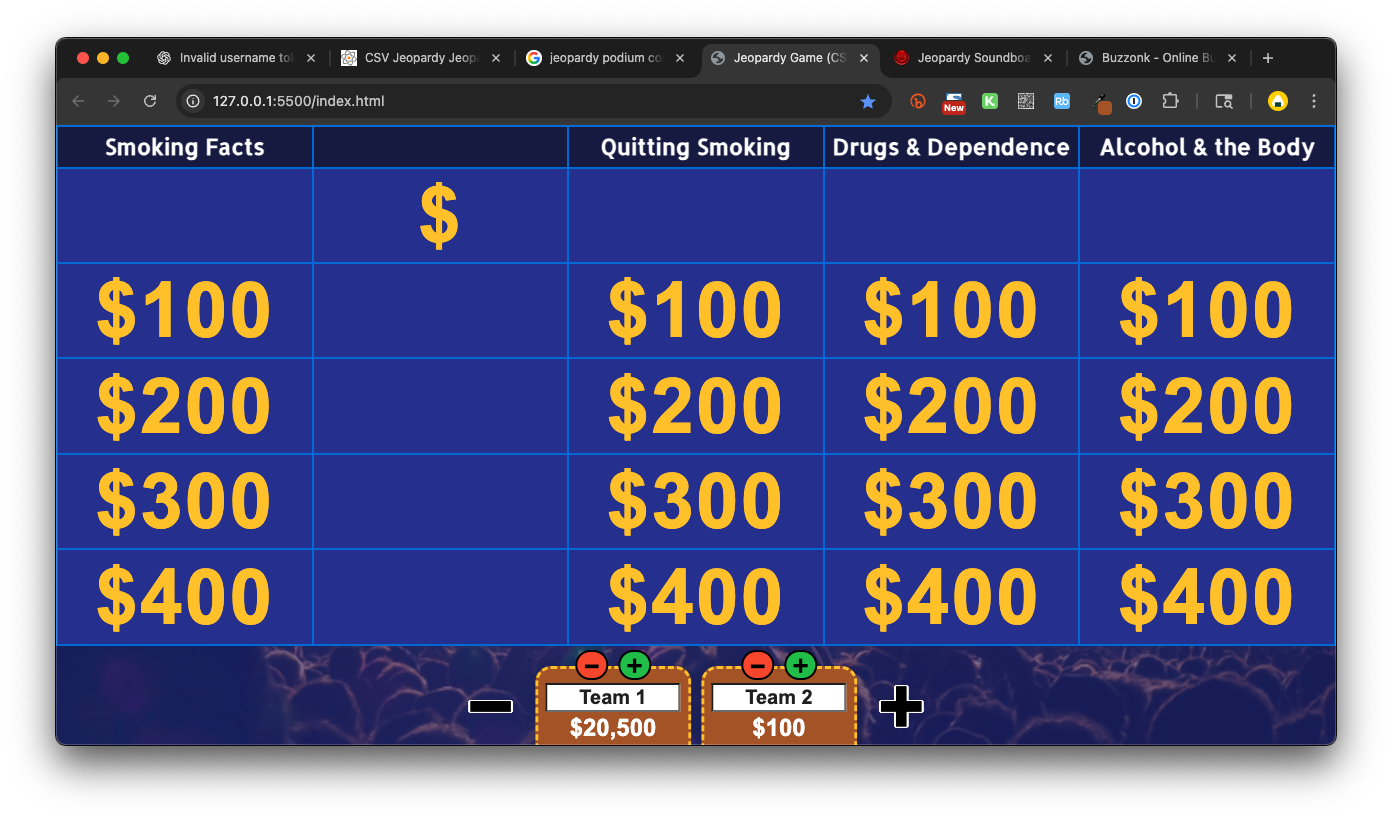 Invalid username to
CSV Jeopardy Jeop
jeopardy podium co
Jeopardy Game (CS
Jeopardy Soundboa
Buzzonk - Online Bu
127.0.0.1:5500/index.html
New
K
Rb
Smoking Facts
Quitting Smoking
Drugs & Dependence
Alcohol & the Body
$
$100
$100
$100
$100
$200
$200
$200
$200
$300
$300
$300
$300
$400
$400
$400
$400
Team 1
Team 2
$20,500
$100